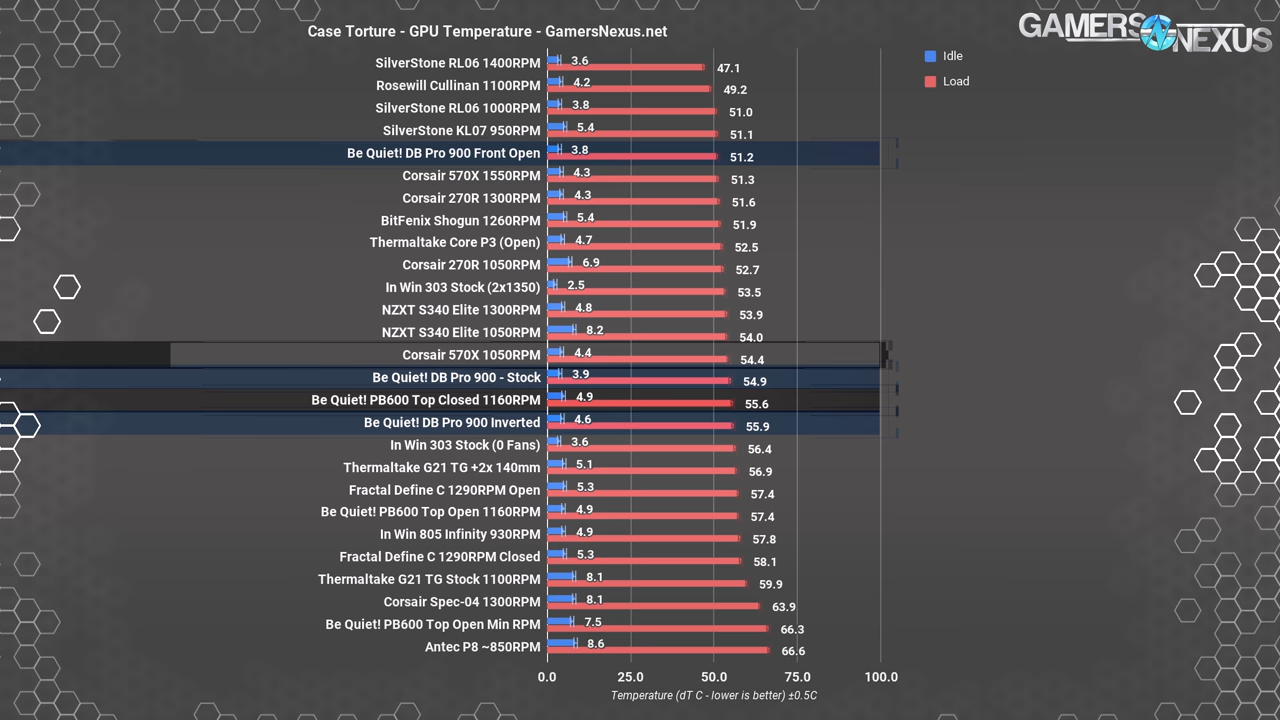 Case Torture - GPU Temperature - GamersNexus.net
GAMERS NEXUS
Idle
Load
SilverStone RL06 1400RPM 3.6 47.1
Rosewill Cullinan 1100RPM 4.2 49.2
SilverStone RL06 1000RPM 3.8 51.0
SilverStone KL07 950RPM 5.4 51.1
Be Quiet! DB Pro 900 Front Open 3.8 51.2
Corsair 570X 1550RPM 4.3 51.3
Corsair 270R 1300RPM 4.3 51.6
BitFenix Shogun 1260RPM 5.4 51.9
Thermaltake Core P3 (Open) 4.7 52.5
Corsair 270R 1050RPM 6.9 52.7
In Win 303 Stock (2x1350) 2.5 53.5
NZXT S340 Elite 1300RPM 4.8 53.9
NZXT S340 Elite 1050RPM 8.2 54.0
Corsair 570X 1050RPM 4.4 54.4
Be Quiet! DB Pro 900 - Stock 3.9 54.9
Be Quiet! PB600 Top Closed 1160RPM 4.9 55.6
Be Quiet! DB Pro 900 Inverted 4.6 55.9
In Win 303 Stock (0 Fans) 3.6 56.4
Thermaltake G21 TG +2x 140mm 5.1 56.9
Fractal Define C 1290RPM Open 5.3 57.4
Be Quiet! PB600 Top Open 1160RPM 4.9 57.4
In Win 805 Infinity 930RPM 4.9 57.8
Fractal Define C 1290RPM Closed 5.3 58.1
Thermaltake G21 TG Stock 1100RPM 8.1 59.9
Corsair Spec-04 1300RPM 8.1 63.9
Be Quiet! PB600 Top Open Min RPM 7.5 66.3
Antec P8 ~850RPM 8.6 66.6
0.0 25.0 50.0 75.0 100.0
Temperature (dT C - lower is better) ±0.5C